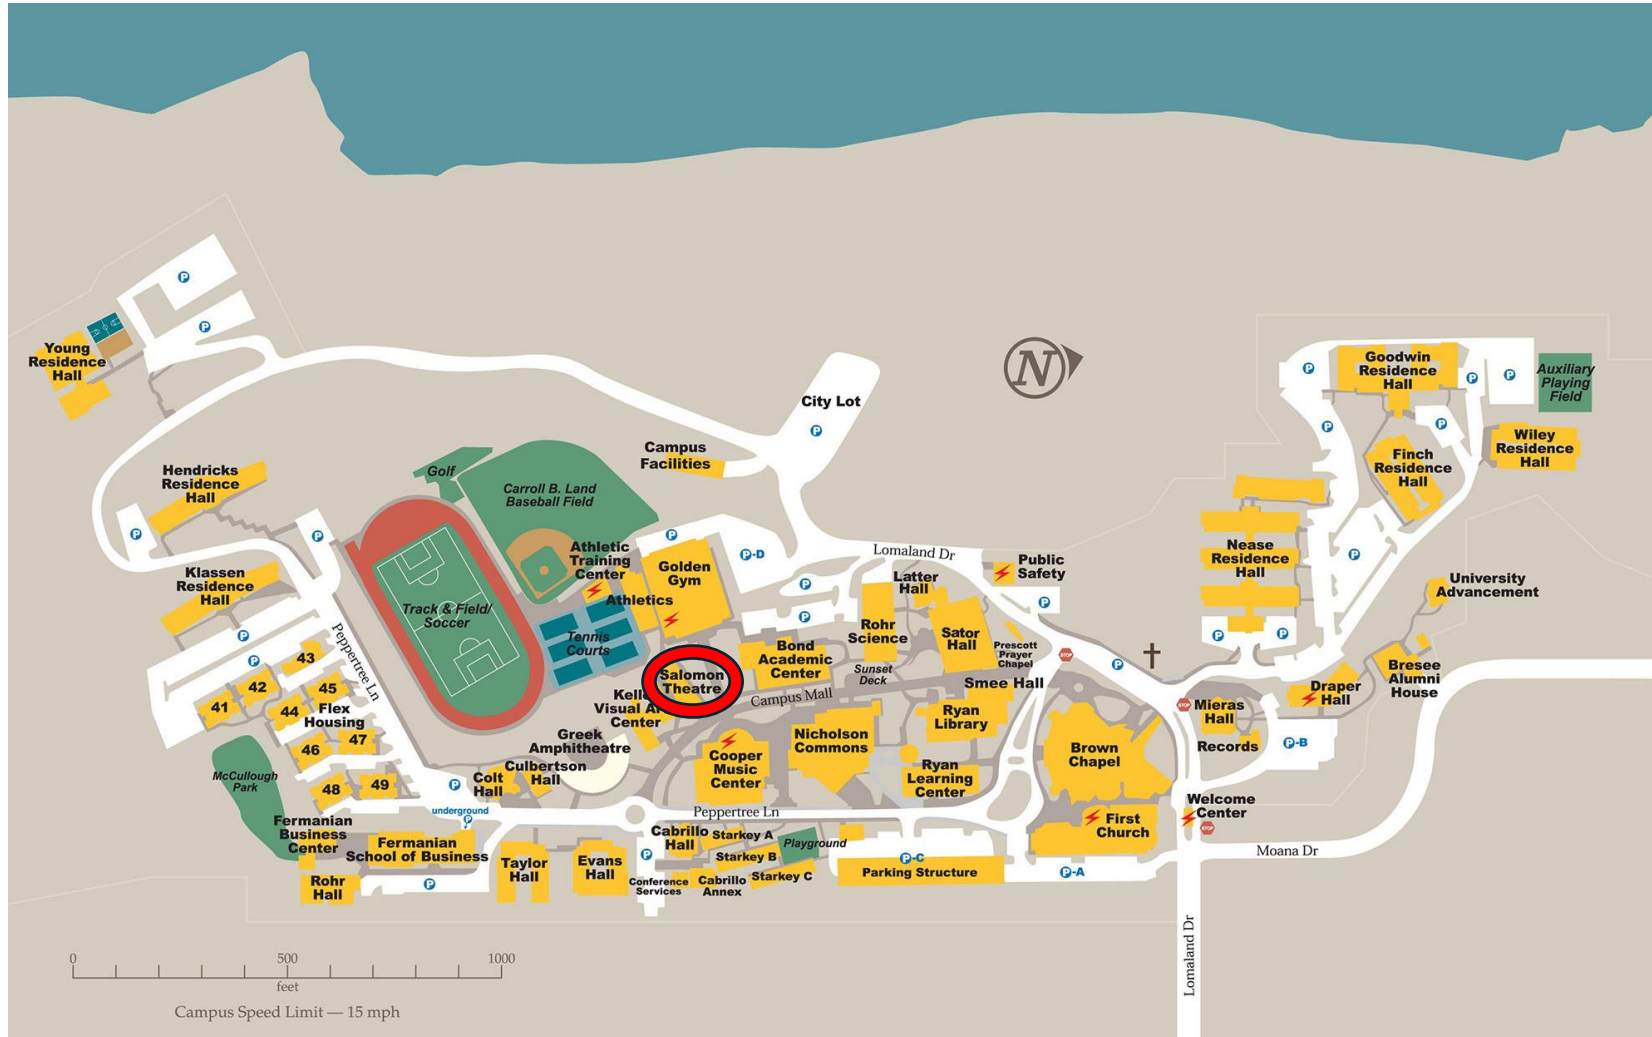 Young
Residence
Hall
P
P
City Lot
P
N
Goodwin
Residence
Hall
P
P
P
Auxiliary
Playing
Field
P
P
Wiley
Residence
Hall
Finch
Residence
Hall
Campus
Facilities
Golf
Carroll B. Land
Baseball Field
Hendricks
Residence
Hall
P
P
P
P-D
Athletic
Training
Center
Golden
Gym
Athletics
Lomaland Dr
Public
Safety
Latter
Hall
P
P
P
Nease
Residence
Hall
P
University
Advancement
Klassen
Residence
Hall
Track & Field/
Soccer
Tennis
Courts
Rohr
Science
Sator
Hall
Prescott
Prayer
Chapel
STOP
P
P
P
P
P
Peppertree Ln
43
42
41
45
44
Flex
Housing
46
47
48
49
Salomon
Theatre
Bond
Academic
Center
Sunset
Deck
Campus Mall
Smee Hall
Ryan
Library
Bresee
Alumni
House
Draper
Hall
Mieras
Hall
STOP
Records
P-B
Visual
Center
Greek
Amphitheatre
Nicholson
Commons
Cooper
Music
Center
Brown
Chapel
Ryan
Learning
Center
McCullough
Park
Colt
Hall
Culbertson
Hall
P
underground
P
Peppertree Ln
Welcome
Center
STOP
First
Church
Moana Dr
Fermanian
Business
Center
Fermanian
School of Business
Rohr
Hall
P
Taylor
Hall
Evans
Hall
Cabrillo
Hall
P
Starkey A
Starkey B
Starkey C
Playground
Conference
Services
Cabrillo
Annex
P-C
Parking Structure
P-A
Lomaland Dr
0 500 1000
feet
Campus Speed Limit — 15 mph